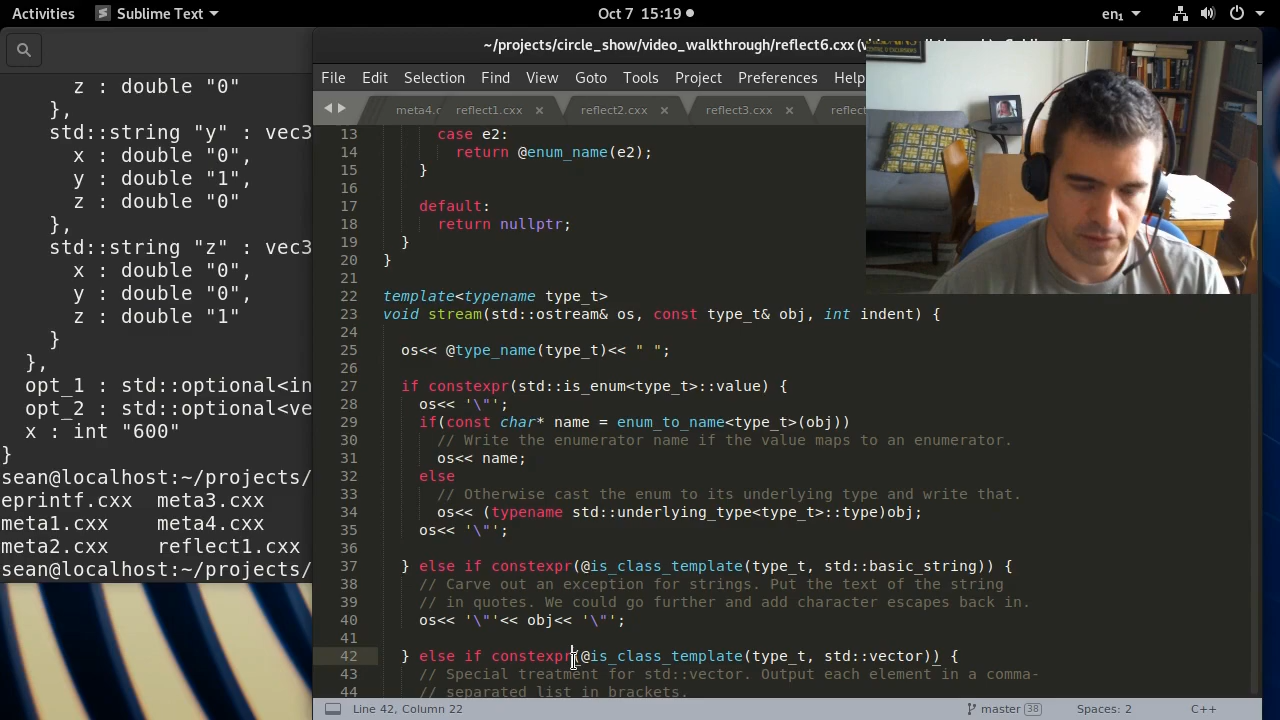 Activities
Sublime Text
Oct 7 15:19
en₁
~/projects/circle_show/video_walkthrough/reflect6.cxx
File Edit Selection Find View Goto Tools Project Preferences Help
meta4.c
reflect1.cxx
reflect2.cxx
reflect3.cxx
reflect
z : double "0"
},
std::string "y" : vec3
x : double "0",
y : double "1",
z : double "0"
},
std::string "z" : vec3
x : double "0",
y : double "0",
z : double "1"
}
},
opt_1 : std::optional<in
opt_2 : std::optional<ve
x : int "600"
}
sean@localhost:~/projects/
eprintf.cxx meta3.cxx
meta1.cxx meta4.cxx
meta2.cxx reflect1.cxx
sean@localhost:~/projects/
13 case e2:
14 return @enum_name(e2);
15 }
16
17 default:
18 return nullptr;
19 }
20 }
21
22 template<typename type_t>
23 void stream(std::ostream& os, const type_t& obj, int indent) {
24
25 os<< @type_name(type_t)<< " ";
26
27 if constexpr(std::is_enum<type_t>::value) {
28 os<< '\"';
29 if(const char* name = enum_to_name<type_t>(obj))
30 // Write the enumerator name if the value maps to an enumerator.
31 os<< name;
32 else
33 // Otherwise cast the enum to its underlying type and write that.
34 os<< (typename std::underlying_type<type_t>::type)obj;
35 os<< '\"';
36
37 } else if constexpr(@is_class_template(type_t, std::basic_string)) {
38 // Carve out an exception for strings. Put the text of the string
39 // in quotes. We could go further and add character escapes back in.
40 os<< '\"'<< obj<< '\"';
41
42 } else if constexpr(@is_class_template(type_t, std::vector)) {
43 // Special treatment for std::vector. Output each element in a comma-
44 // separated list in brackets.
Line 42, Column 22
master 38
Spaces: 2
C++